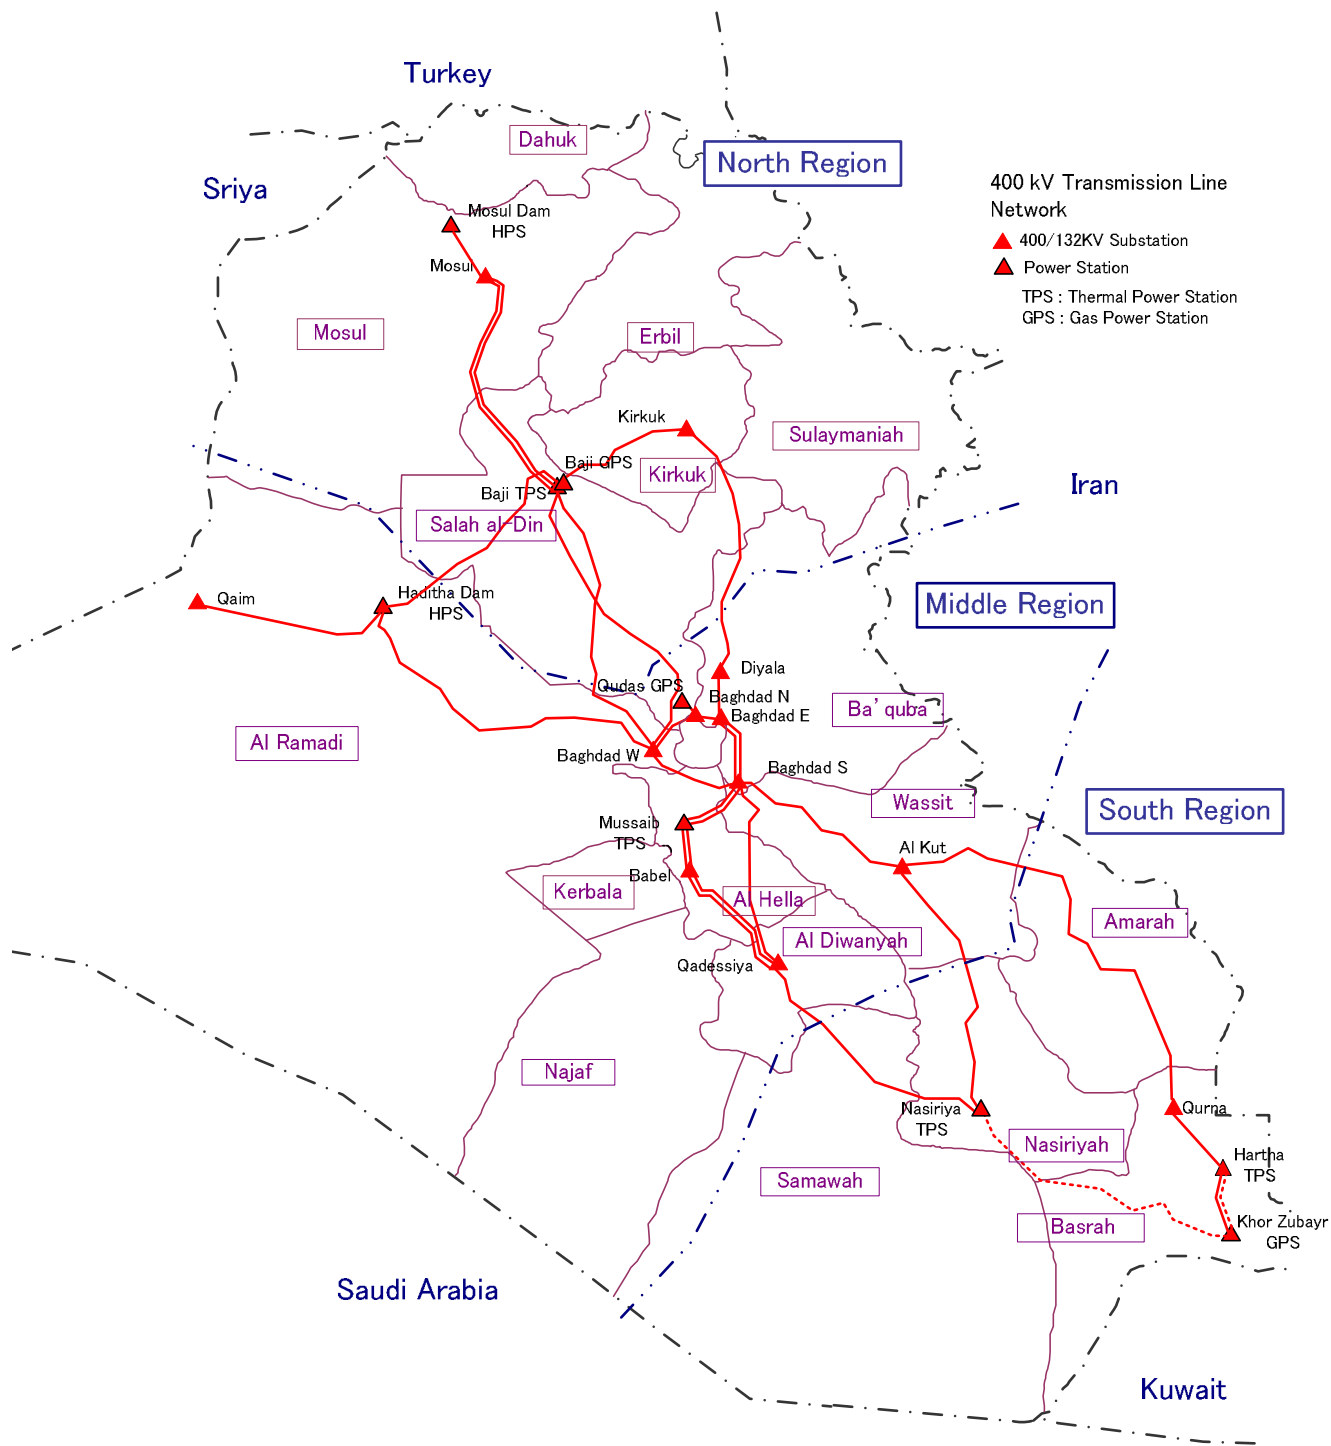 Turkey
Dahuk
North Region
Sriya
400 kV Transmission Line
Network
400/132KV Substation
Power Station
TPS : Thermal Power Station
GPS : Gas Power Station
Mosul Dam
HPS
Mosul
Mosul
Erbil
Kirkuk
Sulaymaniah
Baji GPS
Kirkuk
Iran
Baji TPS
Salah al-Din
Qaim
Haditha Dam
HPS
Middle Region
Diyala
Qudas GPS
Baghdad N
Baghdad E
Ba' quba
Al Ramadi
Baghdad W
Baghdad S
Wassit
South Region
Mussaib
TPS
Al Kut
Babel
Kerbala
Al Hella
Amarah
Al Diwanyah
Qadessiya
Najaf
Nasiriya
TPS
Qurna
Nasiriyah
Hartha
TPS
Samawah
Basrah
Khor Zubayr
GPS
Saudi Arabia
Kuwait